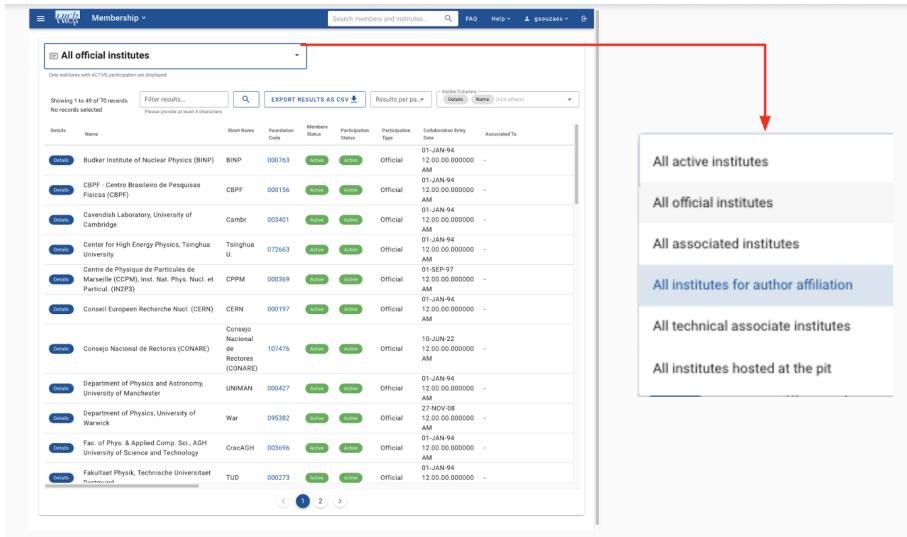 LHCb Membership
Search members and institutes...
FAQ
Help
gsouzaes
All official institutes
Only institutes with ACTIVE participation are displayed
Showing 1 to 49 of 70 records
No records selected
Filter results...
Please provide at least 4 characters
EXPORT RESULTS AS CSV
Results per pa..
Visible Columns
Details
Name
(+23 others)
Details Name Short Name Foundation Code Members Status Participation Status Participation Type Collaboration Entry Date Associated To
Details Budker Institute of Nuclear Physics (BINP) BINP 000763 Active Active Official 01-JAN-94 12.00.00.000000 AM -
Details CBPF - Centro Brasileiro de Pesquisas Fisicas (CBPF) CBPF 000156 Active Active Official 01-JAN-94 12.00.00.000000 AM -
Details Cavendish Laboratory, University of Cambridge Cambr 003401 Active Active Official 01-JAN-94 12.00.00.000000 AM -
Details Center for High Energy Physics, Tsinghua University Tsinghua U. 072663 Active Active Official 01-JAN-94 12.00.00.000000 AM -
Details Centre de Physique de Particules de Marseille (CCPM), Inst. Nat. Phys. Nucl. et Particul. (IN2P3) CPPM 000369 Active Active Official 01-SEP-97 12.00.00.000000 AM -
Details Conseil Europeen Recherche Nucl. (CERN) CERN 000197 Active Active Official 01-JAN-94 12.00.00.000000 AM -
Details Consejo Nacional de Rectores (CONARE) Consejo Nacional de Rectores (CONARE) 107476 Active Active Official 10-JUN-22 12.00.00.000000 AM -
Details Department of Physics and Astronomy, University of Manchester UNIMAN 000427 Active Active Official 01-JAN-94 12.00.00.000000 AM -
Details Department of Physics, University of Warwick War 095382 Active Active Official 27-NOV-08 12.00.00.000000 AM -
Details Fac. of Phys. & Applied Comp. Sci., AGH University of Science and Technology CracAGH 003696 Active Active Official 01-JAN-94 12.00.00.000000 AM -
Details Fakultaet Physik, Technische Universitaet Dortmund TUD 000273 Active Active Official 01-JAN-94 12.00.00.000000 -
1 2
All active institutes
All official institutes
All associated institutes
All institutes for author affiliation
All technical associate institutes
All institutes hosted at the pit